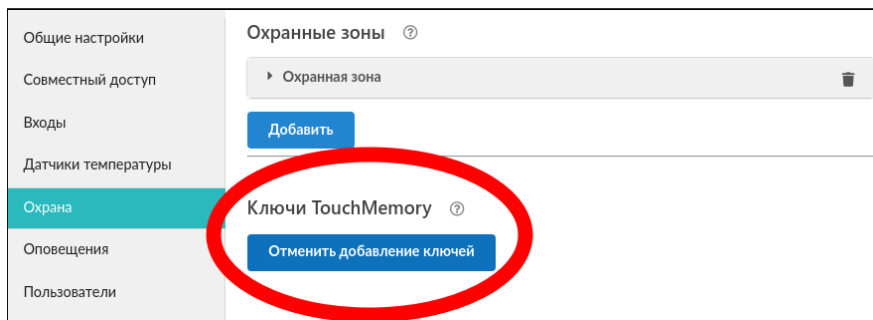 Общие настройки
Совместный доступ
Входы
Датчики температуры
Охрана
Оповещения
Пользователи
Охранные зоны
Охранная зона
Добавить
Ключи TouchMemory
Отменить добавление ключей